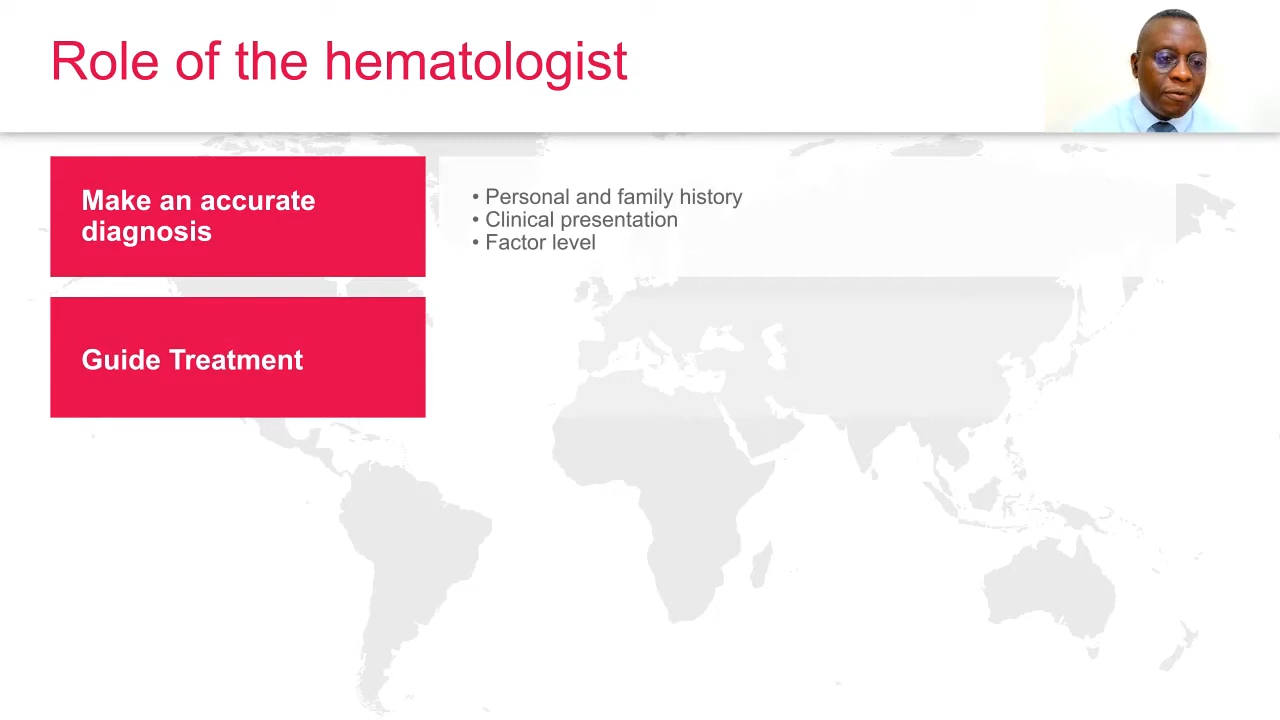 Role of the hematologist
Make an accurate
diagnosis
• Personal and family history
• Clinical presentation
• Factor level
Guide Treatment